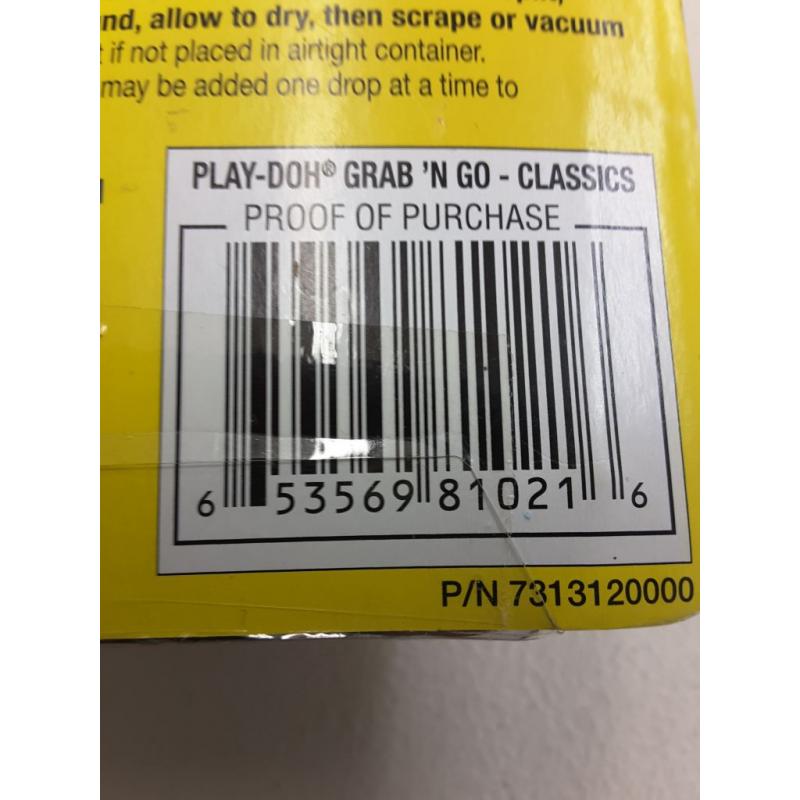 nd, allow to dry, then scrape or vacuum
if not placed in airtight container.
may be added one drop at a time to
PLAY-DOH® GRAB 'N GO - CLASSICS
PROOF OF PURCHASE
6 53569 81021 6
P/N 7313120000